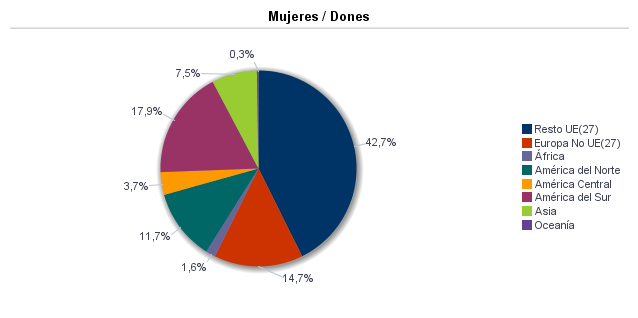 Mujeres / Dones
0,3%
7,5%
17,9%
42,7%
3,7%
11,7%
1,6%
14,7%
Resto UE(27)
Europa No UE(27)
África
América del Norte
América Central
América del Sur
Asia
Oceanía